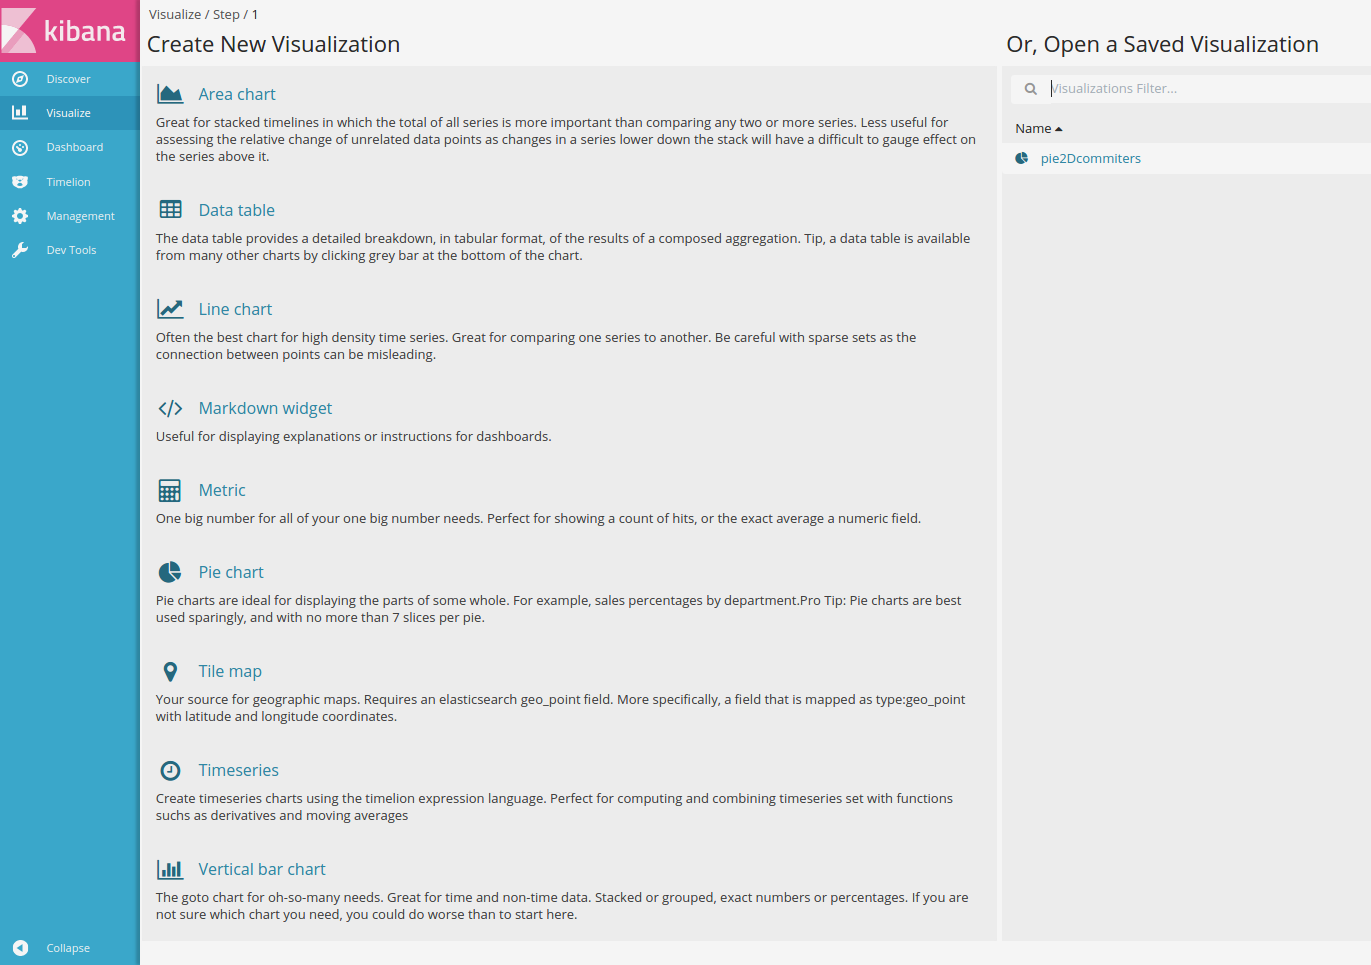 kibana
Discover
Visualize
Dashboard
Timelion
Management
Dev Tools
Collapse
Visualize / Step / 1
Create New Visualization
Area chart
Great for stacked timelines in which the total of all series is more important than comparing any two or more series. Less useful for
assessing the relative change of unrelated data points as changes in a series lower down the stack will have a difficult to gauge effect on
the series above it.
Data table
The data table provides a detailed breakdown, in tabular format, of the results of a composed aggregation. Tip, a data table is available
from many other charts by clicking grey bar at the bottom of the chart.
Line chart
Often the best chart for high density time series. Great for comparing one series to another. Be careful with sparse sets as the
connection between points can be misleading.
Markdown widget
Useful for displaying explanations or instructions for dashboards.
Metric
One big number for all of your one big number needs. Perfect for showing a count of hits, or the exact average a numeric field.
Pie chart
Pie charts are ideal for displaying the parts of some whole. For example, sales percentages by department.Pro Tip: Pie charts are best
used sparingly, and with no more than 7 slices per pie.
Tile map
Your source for geographic maps. Requires an elasticsearch geo_point field. More specifically, a field that is mapped as type:geo_point
with latitude and longitude coordinates.
Timeseries
Create timeseries charts using the timelion expression language. Perfect for computing and combining timeseries set with functions
suchs as derivatives and moving averages
Vertical bar chart
The goto chart for oh-so-many needs. Great for time and non-time data. Stacked or grouped, exact numbers or percentages. If you are
not sure which chart you need, you could do worse than to start here.
Or, Open a Saved Visualization
Visualizations Filter...
Name
pie2Dcommiters